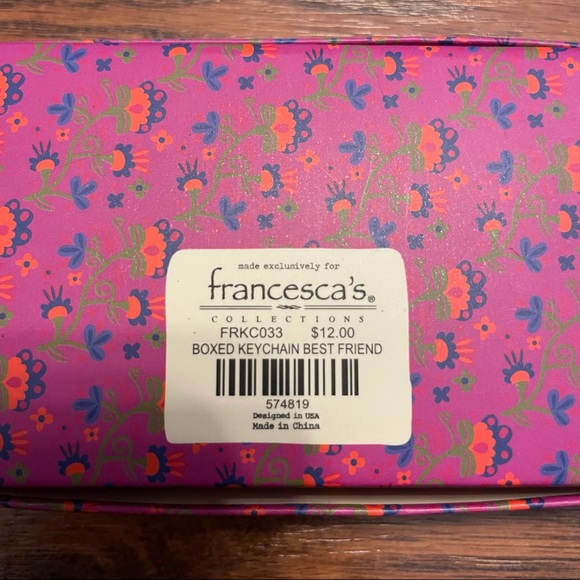 made exclusively for
francesca's®
COLLECTIONS
FRKC033 $12.00
BOXED KEYCHAIN BEST FRIEND
574819
Designed in USA
Made in China